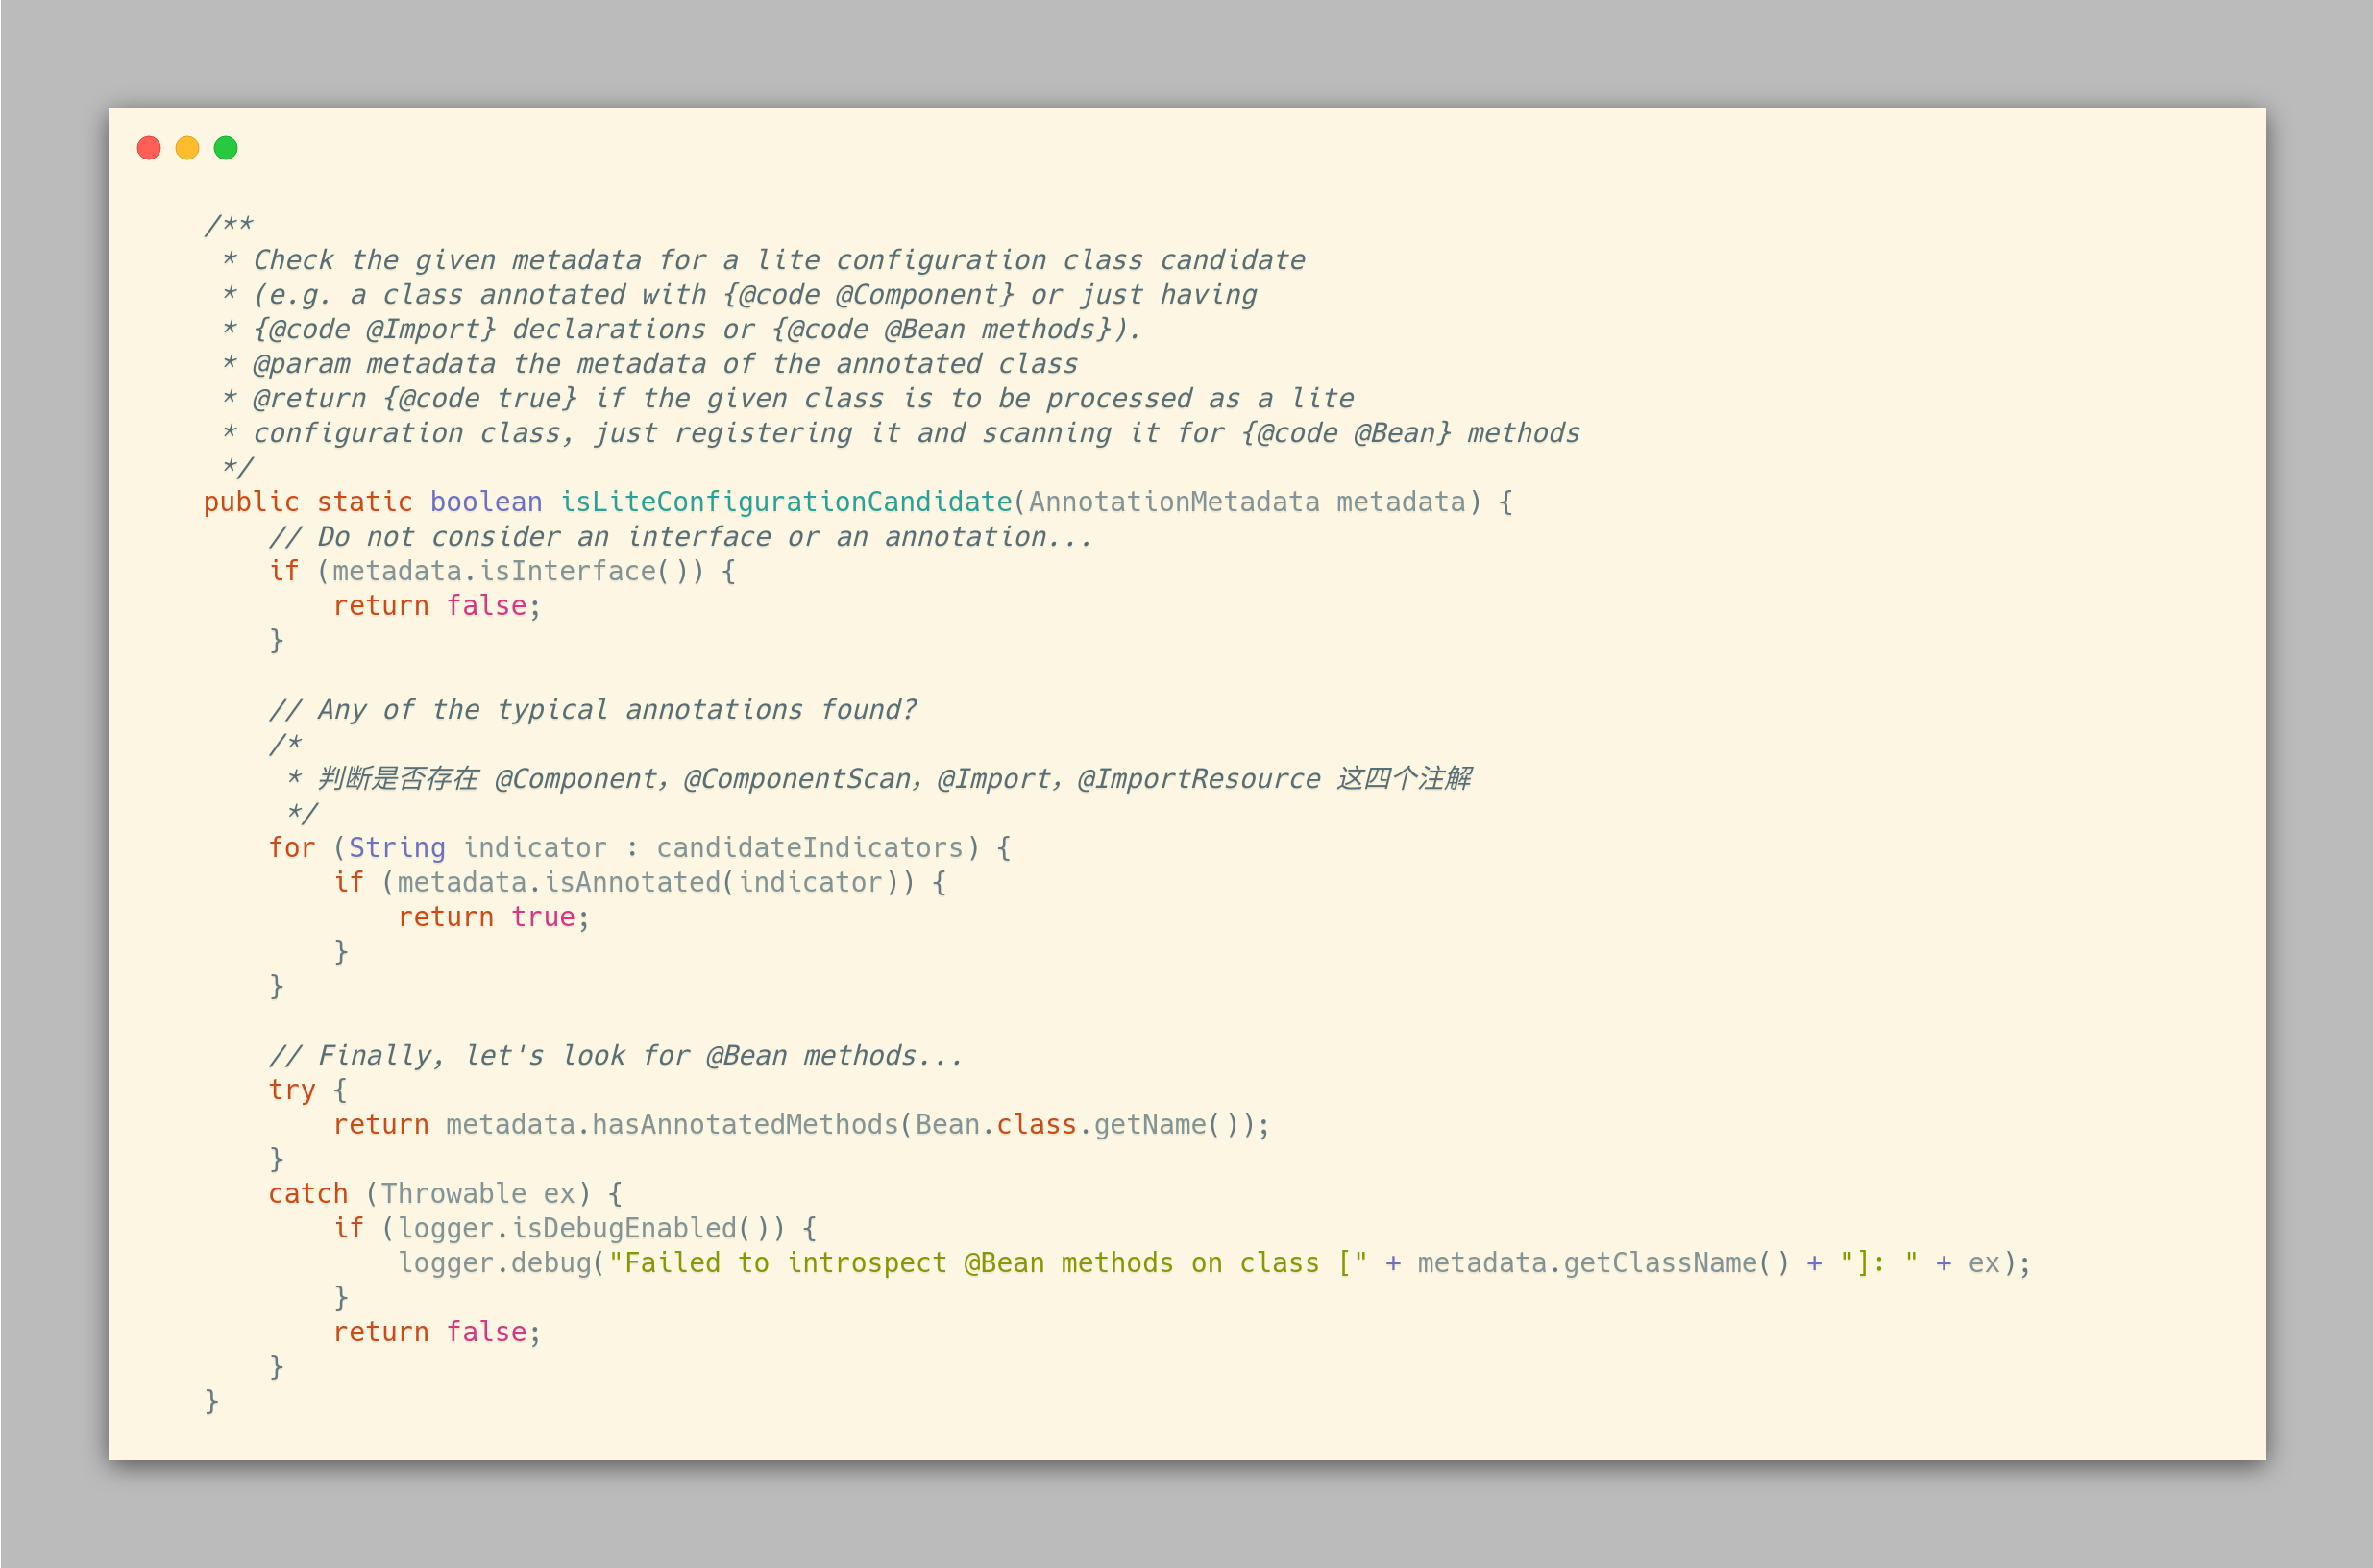 /**
 * Check the given metadata for a lite configuration class candidate
 * (e.g. a class annotated with {@code @Component} or just having
 * {@code @Import} declarations or {@code @Bean methods}).
 * @param metadata the metadata of the annotated class
 * @return {@code true} if the given class is to be processed as a lite
 * configuration class, just registering it and scanning it for {@code @Bean} methods
 */
public static boolean isLiteConfigurationCandidate(AnnotationMetadata metadata) {
    // Do not consider an interface or an annotation...
    if (metadata.isInterface()) {
        return false;
    }

    // Any of the typical annotations found?
    /*
     * 判断是否存在 @Component，@ComponentScan，@Import，@ImportResource 这四个注解
     */
    for (String indicator : candidateIndicators) {
        if (metadata.isAnnotated(indicator)) {
            return true;
        }
    }

    // Finally, let's look for @Bean methods...
    try {
        return metadata.hasAnnotatedMethods(Bean.class.getName());
    }
    catch (Throwable ex) {
        if (logger.isDebugEnabled()) {
            logger.debug("Failed to introspect @Bean methods on class [" + metadata.getClassName() + "]: " + ex);
        }
        return false;
    }
}